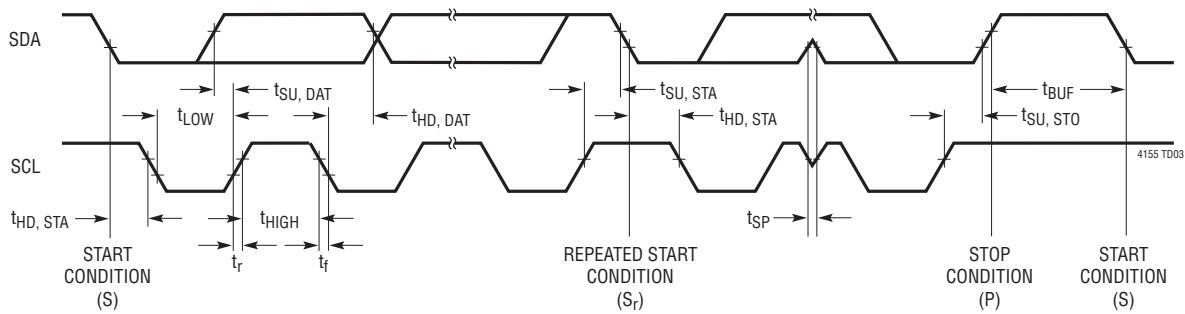 SDA
tSU, DAT
tSU, STA
tBUF
tLOW
tHD, DAT
tHD, STA
tSU, STO
SCL
4155 TD03
tHD, STA
tHIGH
tSP
tr
tf
START
CONDITION
(S)
REPEATED START
CONDITION
(Sr)
STOP
CONDITION
(P)
START
CONDITION
(S)